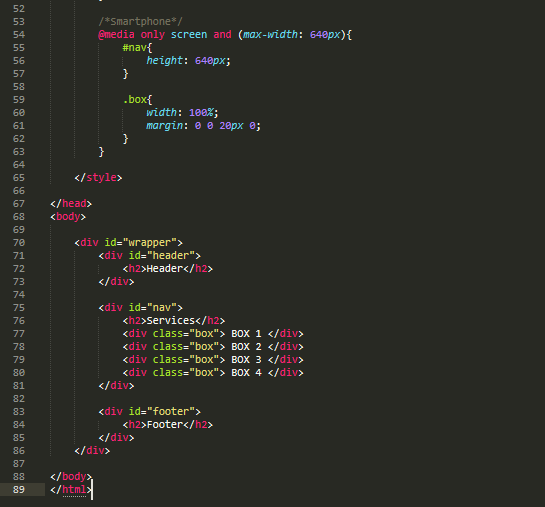 52
53 /*Smartphone*/
54 @media only screen and (max-width: 640px){
55 #nav{
56 height: 640px;
57 }
58
59 .box{
60 width: 100%;
61 margin: 0 0 20px 0;
62 }
63 }
64
65 </style>
66
67 </head>
68 <body>
69
70 <div id="wrapper">
71 <div id="header">
72 <h2>Header</h2>
73 </div>
74
75 <div id="nav">
76 <h2>Services</h2>
77 <div class="box"> BOX 1 </div>
78 <div class="box"> BOX 2 </div>
79 <div class="box"> BOX 3 </div>
80 <div class="box"> BOX 4 </div>
81 </div>
82
83 <div id="footer">
84 <h2>Footer</h2>
85 </div>
86 </div>
87
88 </body>
89 </html>